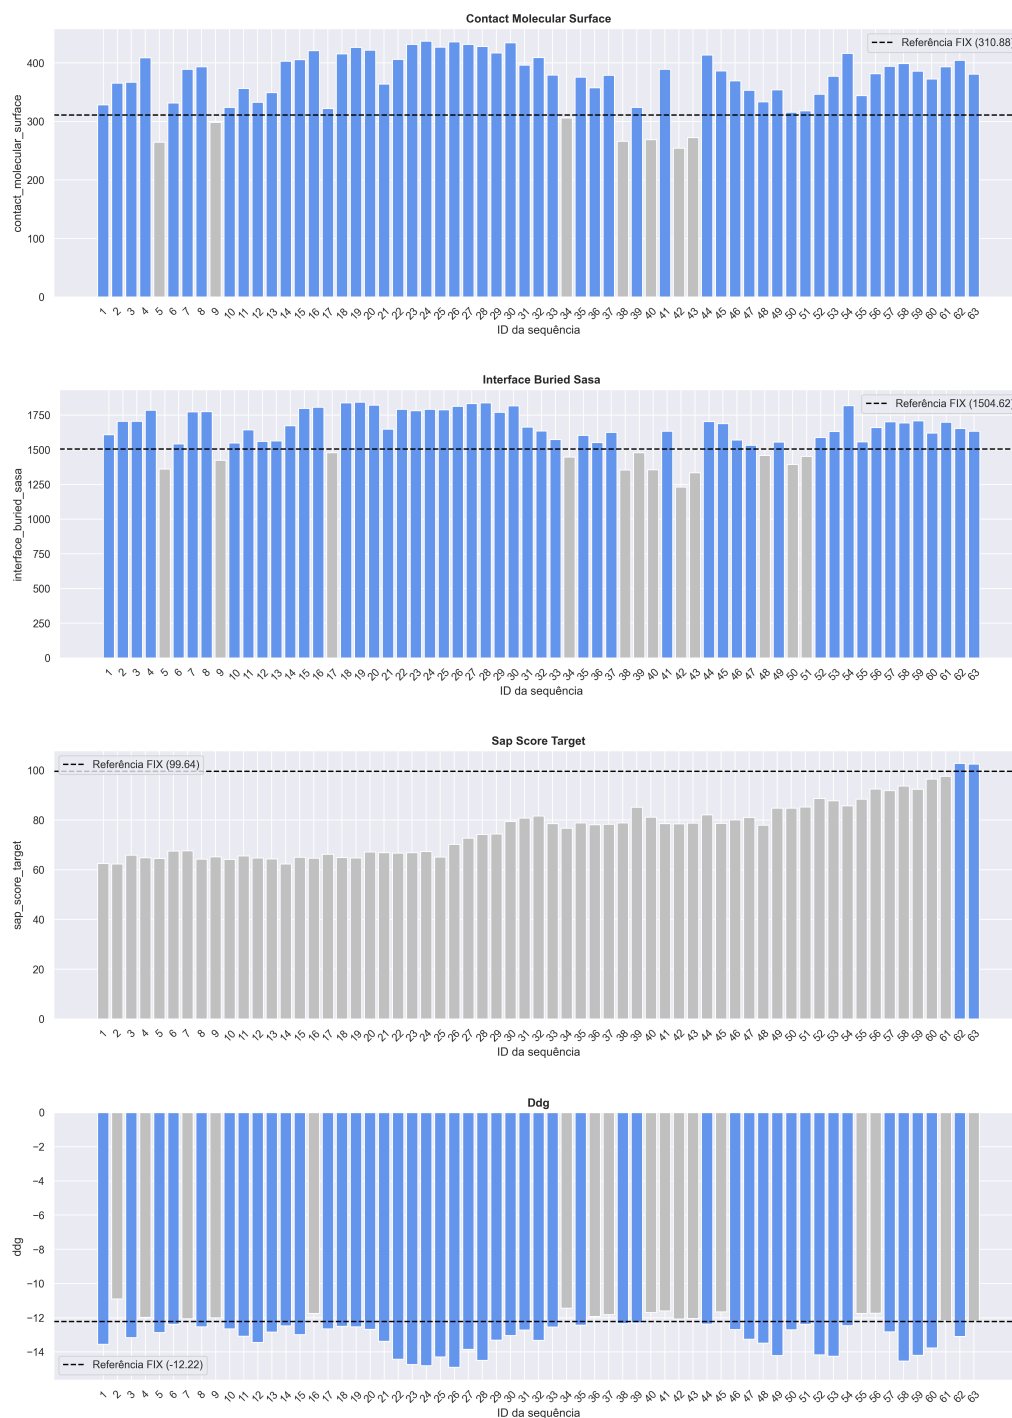 Contact Molecular Surface
Referência FIX (310.88)
contact_molecular_surface
400
300
200
100
0
1 2 3 4 5 6 7 8 9 10 11 12 13 14 15 16 17 18 19 20 21 22 23 24 25 26 27 28 29 30 31 32 33 34 35 36 37 38 39 40 41 42 43 44 45 46 47 48 49 50 51 52 53 54 55 56 57 58 59 60 61 62 63
ID da sequência
Interface Buried Sasa
Referência FIX (1504.62)
interface_buried_sasa
1750
1500
1250
1000
750
500
250
0
1 2 3 4 5 6 7 8 9 10 11 12 13 14 15 16 17 18 19 20 21 22 23 24 25 26 27 28 29 30 31 32 33 34 35 36 37 38 39 40 41 42 43 44 45 46 47 48 49 50 51 52 53 54 55 56 57 58 59 60 61 62 63
ID da sequência
Sap Score Target
Referência FIX (99.64)
sap_score_target
100
80
60
40
20
0
1 2 3 4 5 6 7 8 9 10 11 12 13 14 15 16 17 18 19 20 21 22 23 24 25 26 27 28 29 30 31 32 33 34 35 36 37 38 39 40 41 42 43 44 45 46 47 48 49 50 51 52 53 54 55 56 57 58 59 60 61 62 63
ID da sequência
Ddg
ddg
0
−2
−4
−6
−8
−10
−12
−14
Referência FIX (-12.22)
1 2 3 4 5 6 7 8 9 10 11 12 13 14 15 16 17 18 19 20 21 22 23 24 25 26 27 28 29 30 31 32 33 34 35 36 37 38 39 40 41 42 43 44 45 46 47 48 49 50 51 52 53 54 55 56 57 58 59 60 61 62 63
ID da sequência